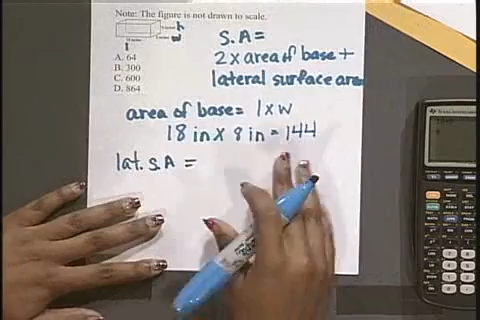 Note: The figure is not drawn to scale.
h
w
l
A. 64
B. 300
C. 600
D. 864
S.A =
2 x area of base +
lateral surface area
area of base = l x w
18 in x 8 in = 144
lat. S.A =